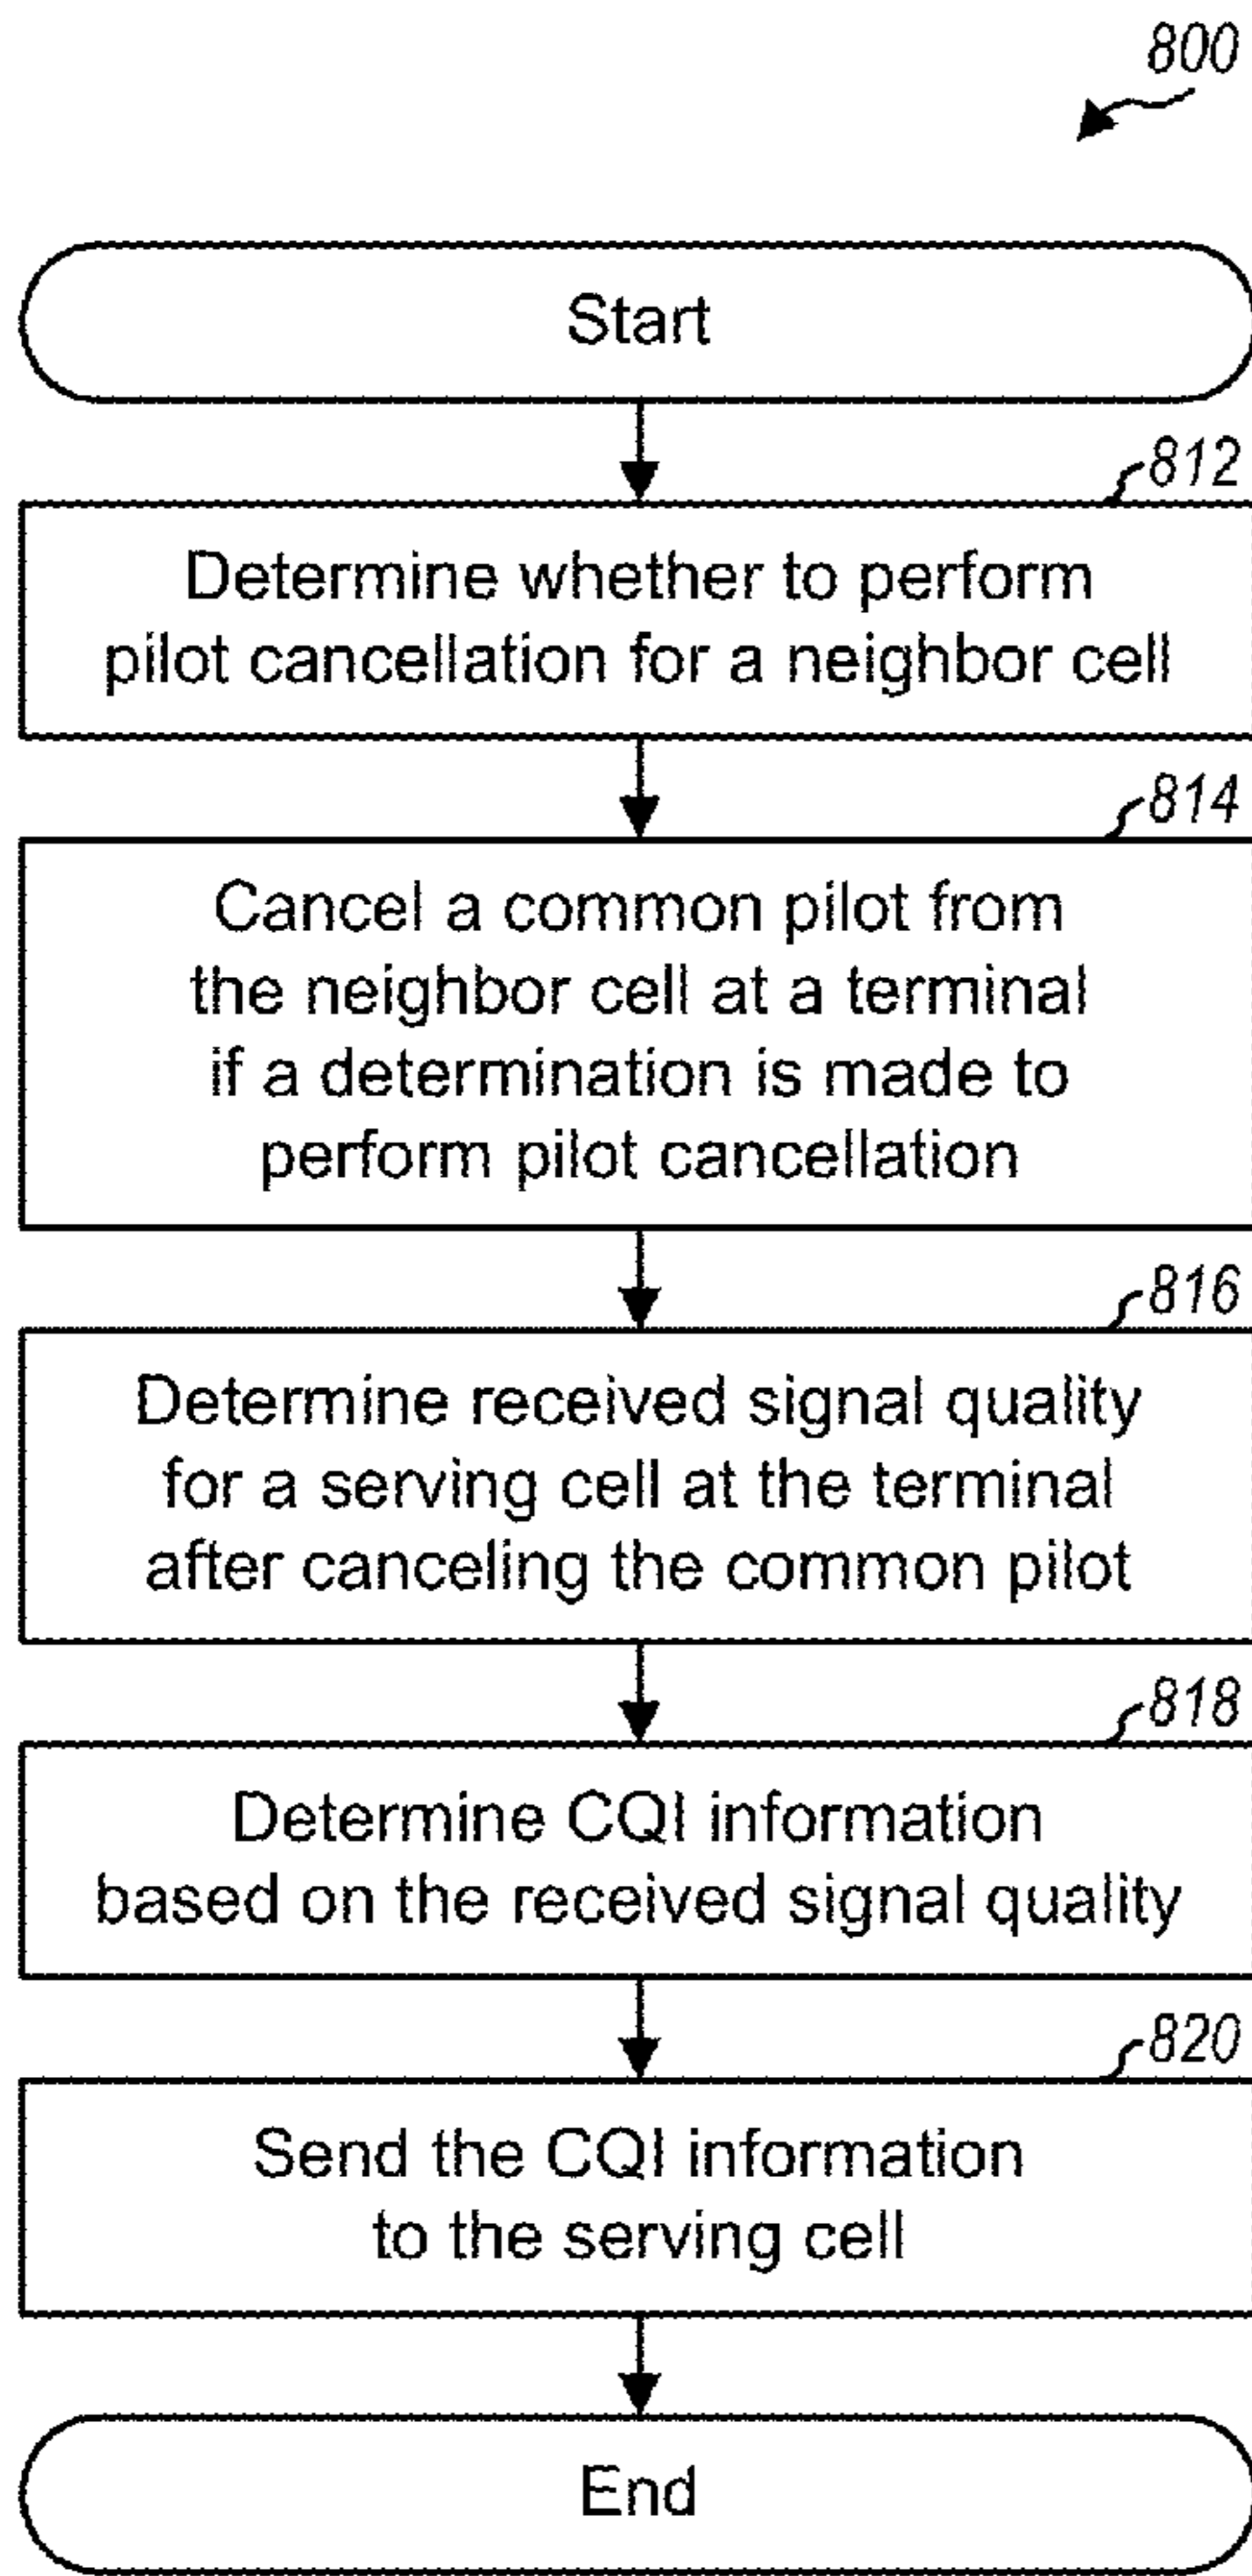 800
Start
812
Determine whether to perform
pilot cancellation for a neighbor cell
814
Cancel a common pilot from
the neighbor cell at a terminal
if a determination is made to
perform pilot cancellation
816
Determine received signal quality
for a serving cell at the terminal
after canceling the common pilot
818
Determine CQI information
based on the received signal quality
820
Send the CQI information
to the serving cell
End